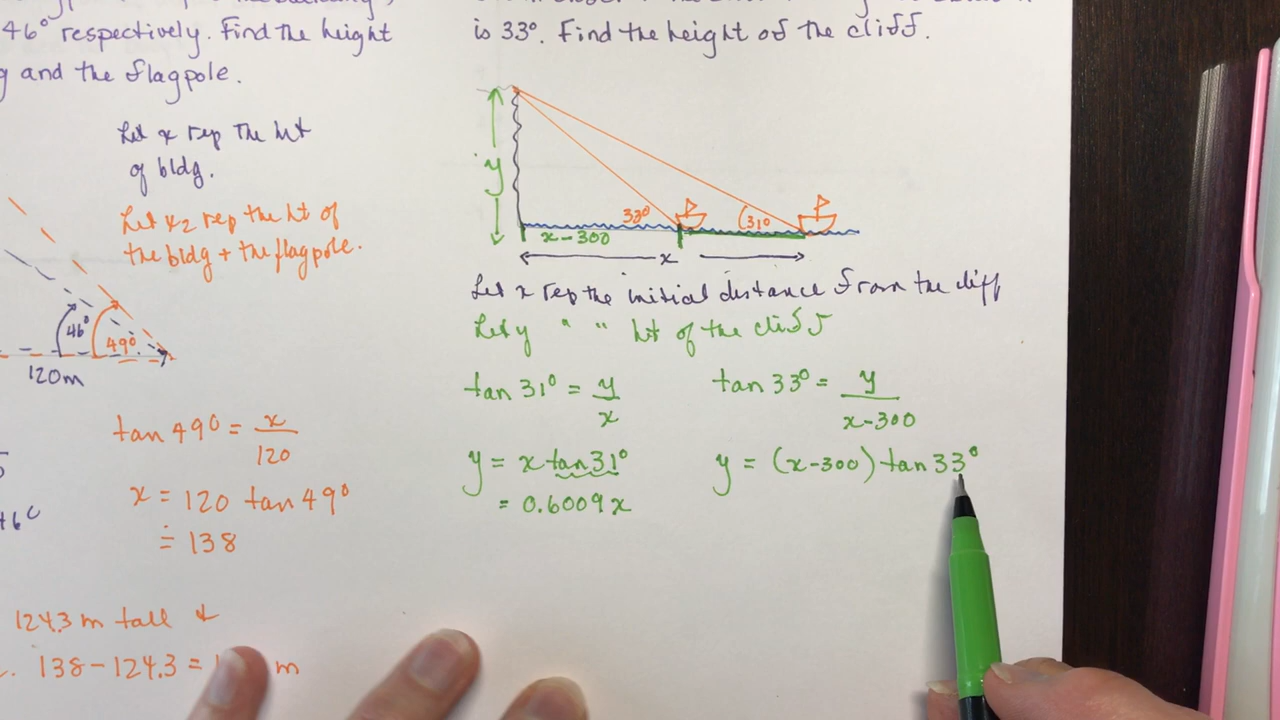 46° respectively. Find the height
g and the flagpole.
Let x rep the ht
of bldg.
Let x2 rep the ht of
the bldg + the flagpole.
46°
49°
120m
tan 49° = x
120
x = 120 tan 49°
≐ 138
124.3 m tall &
138 - 124.3 = 1 m
is 33°. Find the height of the cliff.
y
33°
31°
x-300
x
Let x rep the initial distance from the cliff
Let y " " ht of the cliff
tan 31° = y
x
y = x tan 31°
= 0.6009x
tan 33° = y
x-300
y = (x-300) tan 33°